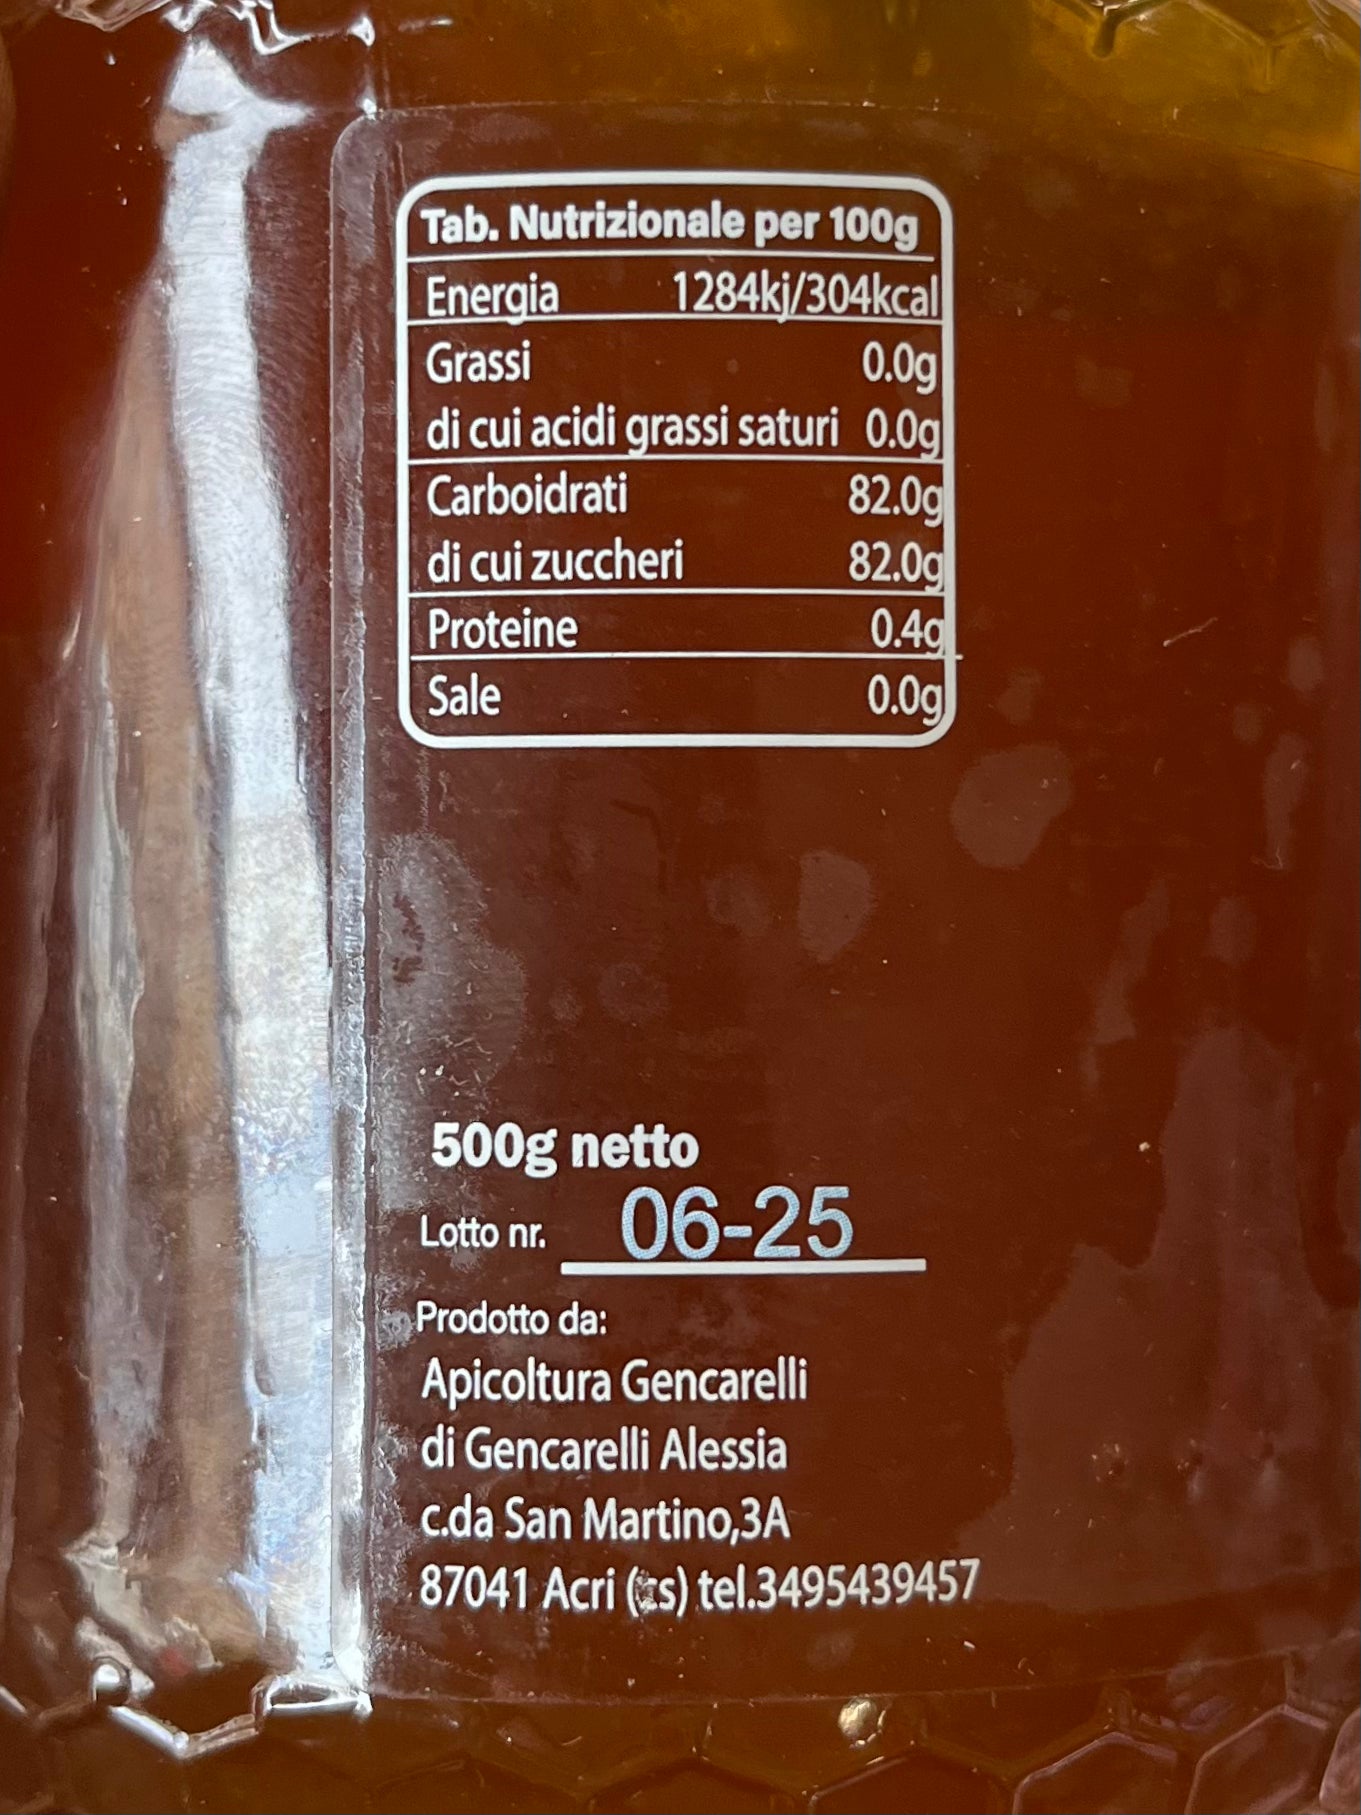 Tab. Nutrizionale per 100g
Energia 1284kj/304kcal
Grassi 0.0g
di cui acidi grassi saturi 0.0g
Carboidrati 82.0g
di cui zuccheri 82.0g
Proteine 0.4g
Sale 0.0g
500g netto
Lotto nr. 06-25
Prodotto da:
Apicoltura Gencarelli
di Gencarelli Alessia
c.da San Martino,3A
87041 Acri (cs) tel.3495439457